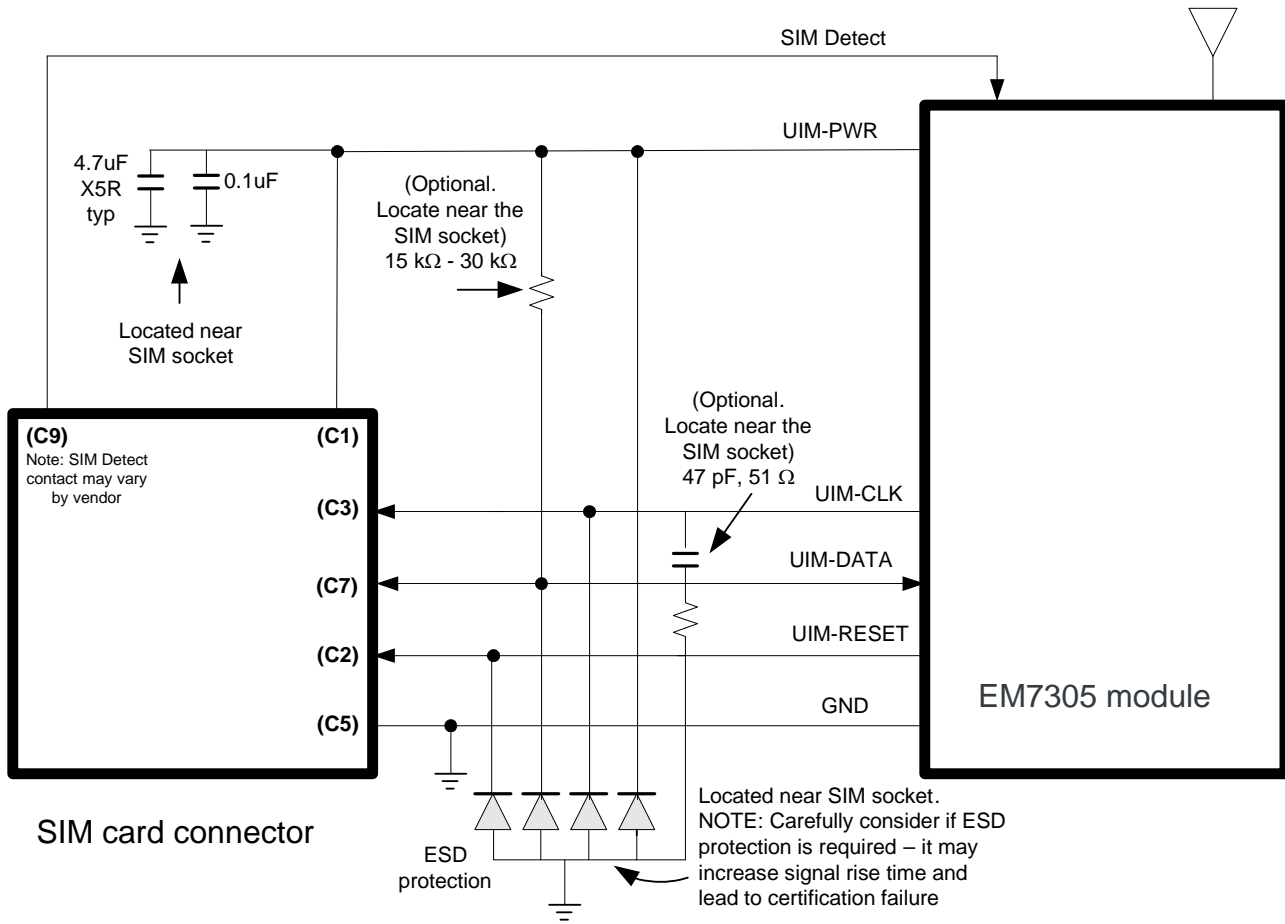 SIM Detect
UIM-PWR
4.7uF
X5R
typ
0.1uF
(Optional.
Locate near the
SIM socket)
15 kΩ - 30 kΩ
Located near
SIM socket
(C9)
Note: SIM Detect
contact may vary
by vendor
(C1)
(Optional.
Locate near the
SIM socket)
47 pF, 51 Ω
(C3)
UIM-CLK
(C7)
UIM-DATA
(C2)
UIM-RESET
(C5)
GND
EM7305 module
SIM card connector
ESD
protection
Located near SIM socket.
NOTE: Carefully consider if ESD
protection is required – it may
increase signal rise time and
lead to certification failure